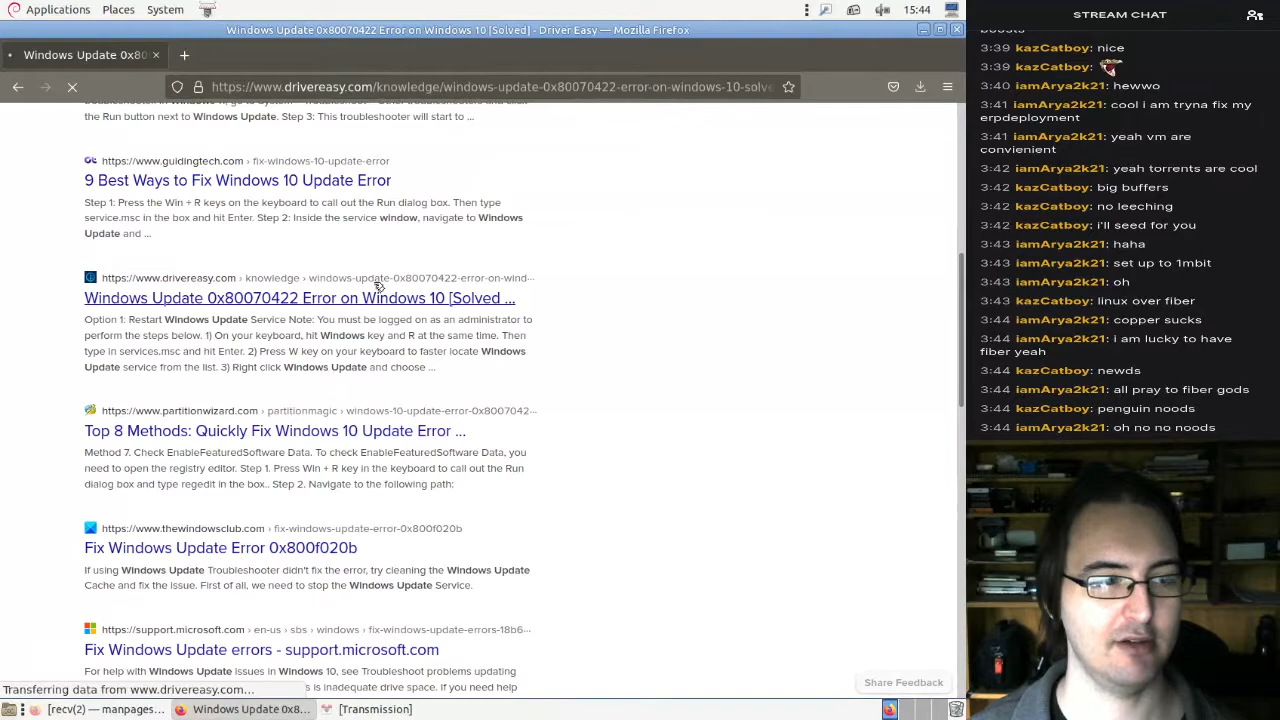 Applications Places System 15:44
Windows Update 0x80070422 Error on Windows 10 [Solved] - Driver Easy — Mozilla Firefox
Windows Update 0x80
https://www.drivereasy.com/knowledge/windows-update-0x80070422-error-on-windows-10-solve
the Run button next to Windows Update. Step 3: This troubleshooter will start to ...
https://www.guidingtech.com › fix-windows-10-update-error
9 Best Ways to Fix Windows 10 Update Error
Step 1: Press the Win + R keys on the keyboard to call out the Run dialog box. Then type
service.msc in the box and hit Enter. Step 2: Inside the service window, navigate to Windows
Update and ...
https://www.drivereasy.com › knowledge › windows-update-0x80070422-error-on-wind...
Windows Update 0x80070422 Error on Windows 10 [Solved ...
Option 1: Restart Windows Update Service Note: You must be logged on as an administrator to
perform the steps below. 1) On your keyboard, hit Windows key and R at the same time. Then
type in services.msc and hit Enter. 2) Press W key on your keyboard to faster locate Windows
Update service from the list. 3) Right click Windows Update and choose ...
https://www.partitionwizard.com › partitionmagic › windows-10-update-error-0x8007042...
Top 8 Methods: Quickly Fix Windows 10 Update Error ...
Method 7. Check EnableFeaturedSoftware Data. To check EnableFeaturedSoftware Data, you
need to open the registry editor. Step 1. Press Win + R key in the keyboard to call out the Run
dialog box and type regedit in the box.. Step 2. Navigate to the following path:
https://www.thewindowsclub.com › fix-windows-update-error-0x800f020b
Fix Windows Update Error 0x800f020b
If using Windows Update Troubleshooter didn't fix the error, try cleaning the Windows Update
Cache and fix the issue. First of all, we need to stop the Windows Update Service.
https://support.microsoft.com › en-us › sbs › windows › fix-windows-update-errors-18b6...
Fix Windows Update errors - support.microsoft.com
For help with Windows Update issues in Windows 10, see Troubleshoot problems updating
s is inadequate drive space. If you need help
Share Feedback
Transferring data from www.drivereasy.com…
[recv(2) — manpages... Windows Update 0x8... [Transmission]
STREAM CHAT
boosts
3:39 kazCatboy: nice
3:39 kazCatboy:
3:40 iamArya2k21: hewwo
3:41 iamArya2k21: cool i am tryna fix my
erpdeployment
3:41 iamArya2k21: yeah vm are
convienient
3:42 iamArya2k21: yeah torrents are cool
3:42 kazCatboy: big buffers
3:42 kazCatboy: no leeching
3:42 kazCatboy: i'll seed for you
3:43 iamArya2k21: haha
3:43 iamArya2k21: set up to 1mbit
3:43 iamArya2k21: oh
3:43 kazCatboy: linux over fiber
3:44 iamArya2k21: copper sucks
3:44 iamArya2k21: i am lucky to have
fiber yeah
3:44 kazCatboy: newds
3:44 iamArya2k21: all pray to fiber gods
3:44 kazCatboy: penguin noods
3:44 iamArya2k21: oh no no noods